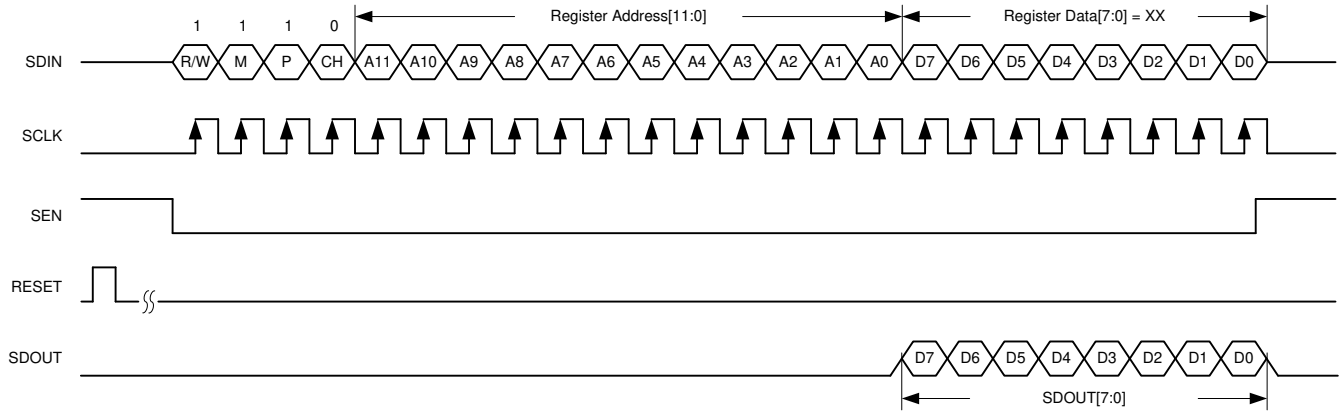 Register Address[11:0] Register Data[7:0] = XX
1 1 1 0
SDIN R/W M P CH A11 A10 A9 A8 A7 A6 A5 A4 A3 A2 A1 A0 D7 D6 D5 D4 D3 D2 D1 D0
SCLK
SEN
RESET
SDOUT D7 D6 D5 D4 D3 D2 D1 D0
SDOUT[7:0]